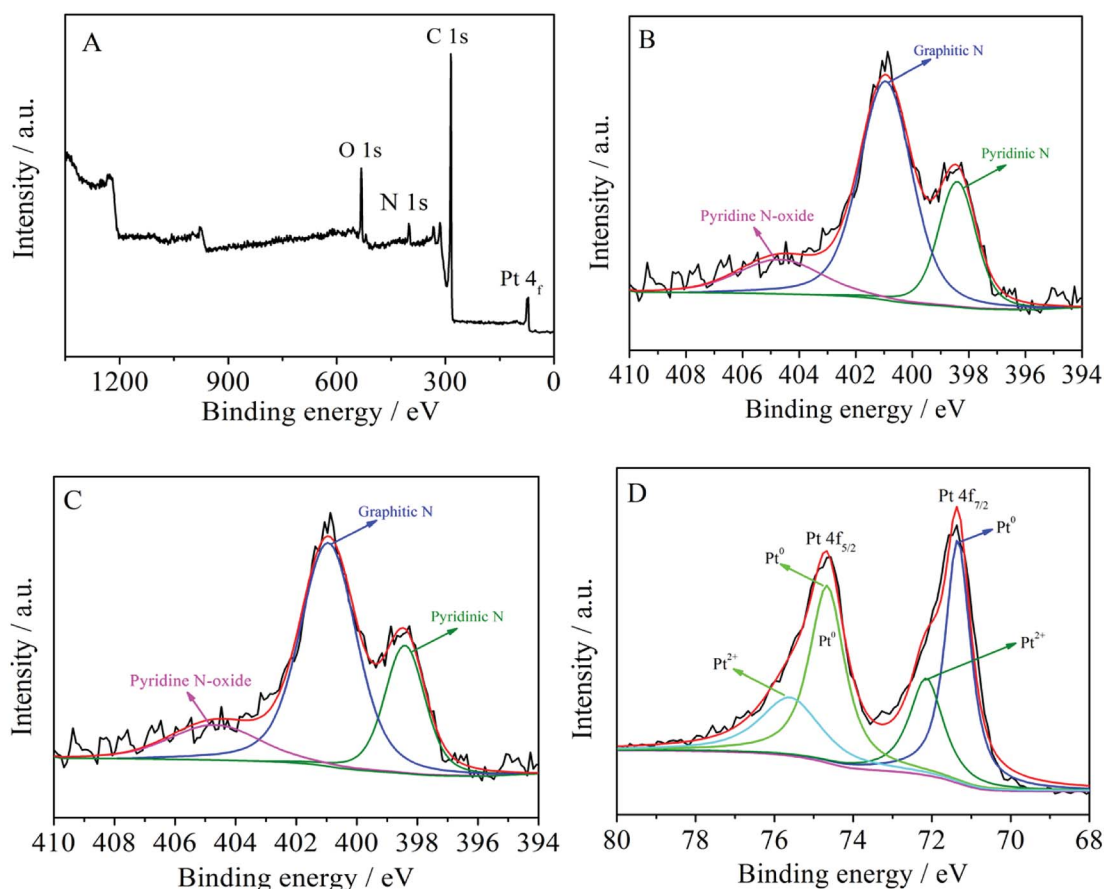 A
C 1s
O 1s
N 1s
Pt 4f
Intensity / a.u.
1200 900 600 300 0
Binding energy / eV
B
Graphitic N
Pyridinic N
Pyridine N-oxide
Intensity / a.u.
410 408 406 404 402 400 398 396 394
Binding energy / eV
C
Graphitic N
Pyridinic N
Pyridine N-oxide
Intensity / a.u.
410 408 406 404 402 400 398 396 394
Binding energy / eV
D
Pt 4f7/2
Pt0
Pt 4f5/2
Pt0
Pt0
Pt2+
Pt2+
Intensity / a.u.
80 78 76 74 72 70 68
Binding energy / eV